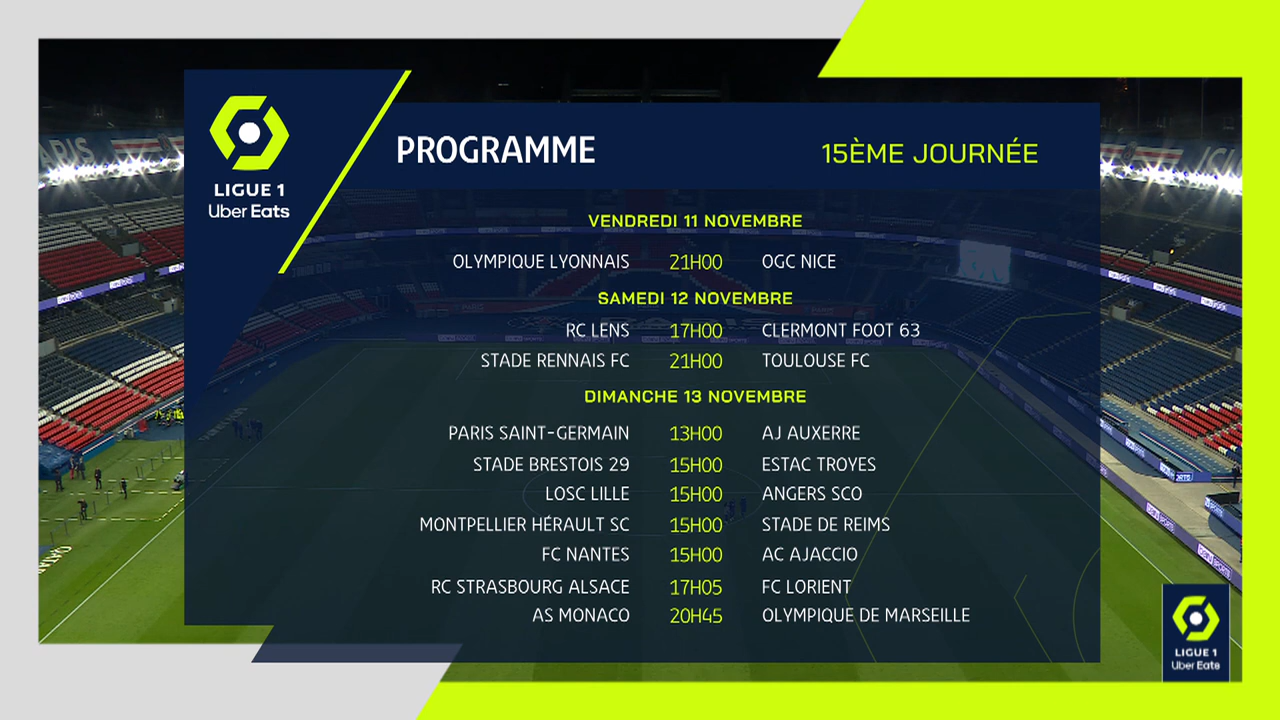 PROGRAMME
15ÈME JOURNÉE
LIGUE 1
Uber Eats
VENDREDI 11 NOVEMBRE
OLYMPIQUE LYONNAIS 21H00 OGC NICE
SAMEDI 12 NOVEMBRE
RC LENS 17H00 CLERMONT FOOT 63
STADE RENNAIS FC 21H00 TOULOUSE FC
DIMANCHE 13 NOVEMBRE
PARIS SAINT-GERMAIN 13H00 AJ AUXERRE
STADE BRESTOIS 29 15H00 ESTAC TROYES
LOSC LILLE 15H00 ANGERS SCO
MONTPELLIER HÉRAULT SC 15H00 STADE DE REIMS
FC NANTES 15H00 AC AJACCIO
RC STRASBOURG ALSACE 17H05 FC LORIENT
AS MONACO 20H45 OLYMPIQUE DE MARSEILLE
LIGUE 1
Uber Eats